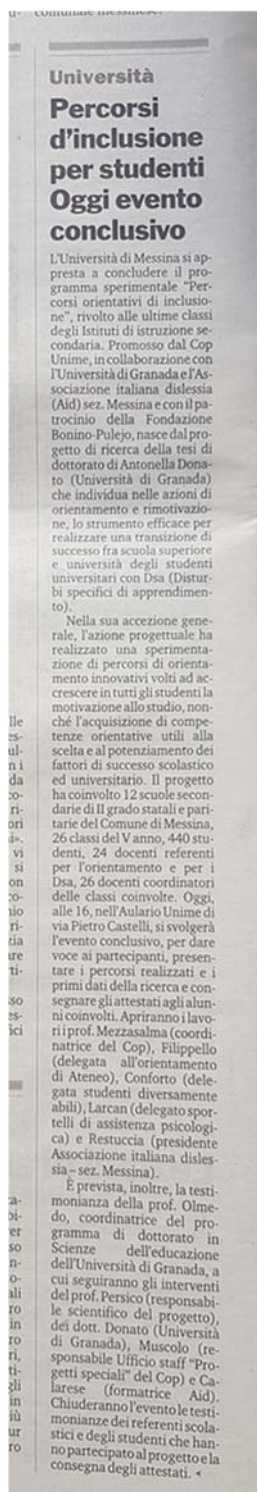 Università
Percorsi
d’inclusione
per studenti
Oggi evento
conclusivo
L’Università di Messina si ap-
presta a concludere il pro-
gramma sperimentale “Per-
corsi orientativi di inclusio-
ne”, rivolto alle ultime classi
degli Istituti di istruzione se-
condaria. Promosso dal Cop
Unime, in collaborazione con
l’Università di Granada e l’As-
sociazione italiana dislessia
(Aid) sez. Messina e con il pa-
trocinio della Fondazione
Bonino-Pulejo, nasce dal pro-
getto di ricerca della tesi di
dottorato di Antonella Dona-
to (Università di Granada)
che individua nelle azioni di
orientamento e rimotivazio-
ne, lo strumento efficace per
realizzare una transizione di
successo fra scuola superiore
e università degli studenti
universitari con Dsa (Distur-
bi specifici di apprendimen-
to).
Nella sua accezione gene-
rale, l’azione progettuale ha
realizzato una sperimenta-
zione di percorsi di orienta-
mento innovativi volti ad ac-
crescere in tutti gli studenti la
motivazione allo studio, non-
ché l’acquisizione di compe-
tenze orientative utili alla
scelta e al potenziamento dei
fattori di successo scolastico
ed universitario. Il progetto
ha coinvolto 12 scuole secon-
darie di II grado statali e pari-
tarie del Comune di Messina,
26 classi del V anno, 440 stu-
denti, 24 docenti referenti
per l’orientamento e per i
Dsa, 26 docenti coordinatori
delle classi coinvolte. Oggi,
alle 16, nell’Aulario Unime di
via Pietro Castelli, si svolgerà
l’evento conclusivo, per dare
voce ai partecipanti, presen-
tare i percorsi realizzati e i
primi dati della ricerca e con-
segnare gli attestati agli alun-
ni coinvolti. Apriranno i lavo-
ri i prof. Mezzasalma (coordi-
natrice del Cop), Filippello
(delegata all’orientamento
di Ateneo), Conforto (dele-
gata studenti diversamente
abili), Larcan (delegato spor-
telli di assistenza psicologi-
ca) e Restuccia (presidente
Associazione italiana disles-
sia – sez. Messina).
È prevista, inoltre, la testi-
monianza della prof. Olme-
do, coordinatrice del pro-
gramma di dottorato in
Scienze dell’educazione
dell’Università di Granada, a
cui seguiranno gli interventi
del prof. Persico (responsabi-
le scientifico del progetto),
dei dott. Donato (Università
di Granada), Muscolo (re-
sponsabile Ufficio staff “Pro-
getti speciali” del Cop) e Ca-
larese (formatrice Aid).
Chiuderanno l’evento le testi-
monianze dei referenti scola-
stici e degli studenti che han-
no partecipato al progetto e la
consegna degli attestati.